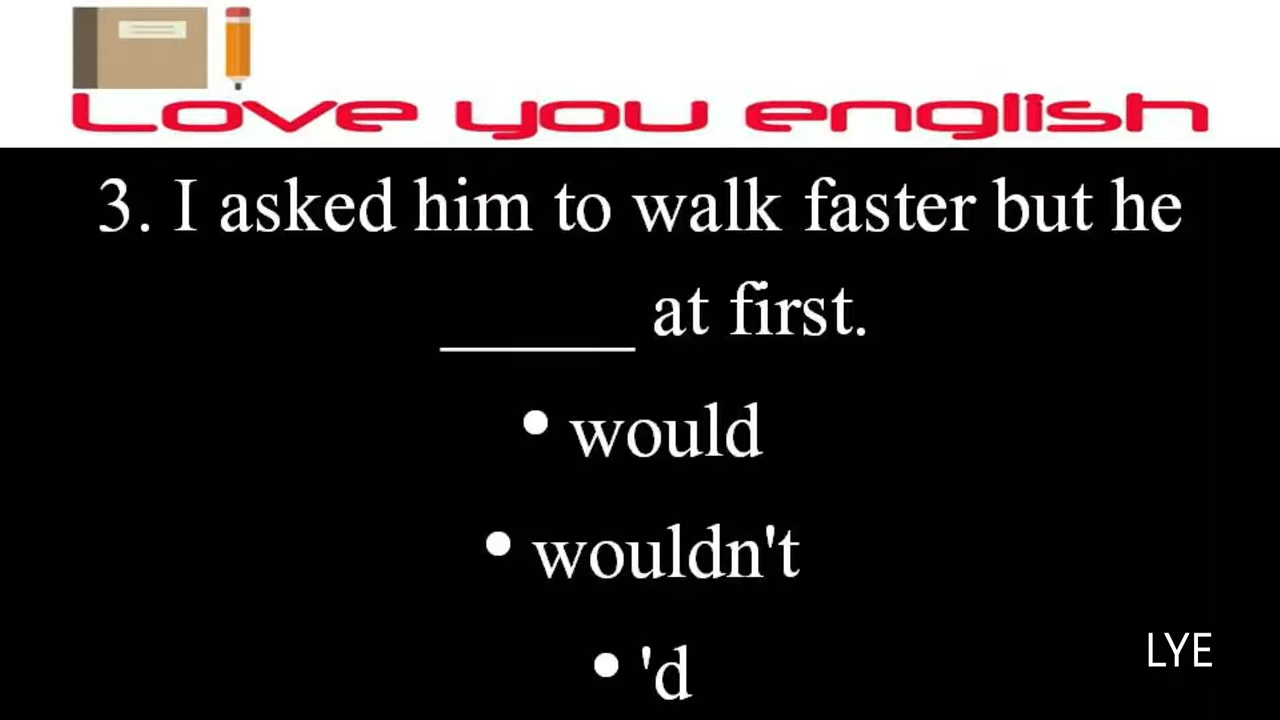 Love you english
3. I asked him to walk faster but he
______ at first.
• would
• wouldn't
• 'd
LYE